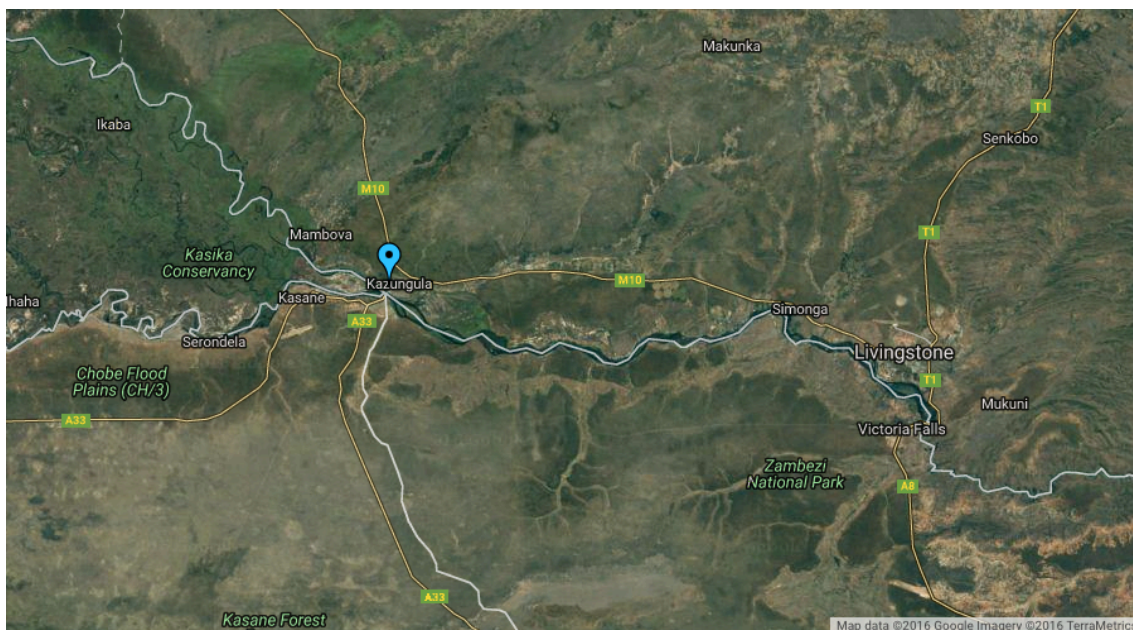 Makunka
T1
Ikaba
Senkobo
M10
T1
Mambova
Kasika
Conservancy
Kazungula
M10
Ihaha
Kasane
Simonga
A33
Serondela
Livingstone
Chobe Flood
Plains (CH/3)
T1
Mukuni
A33
Victoria Falls
Zambezi
National Park
A8
A33
Kasane Forest
Map data ©2016 Google Imagery ©2016 TerraMetrics